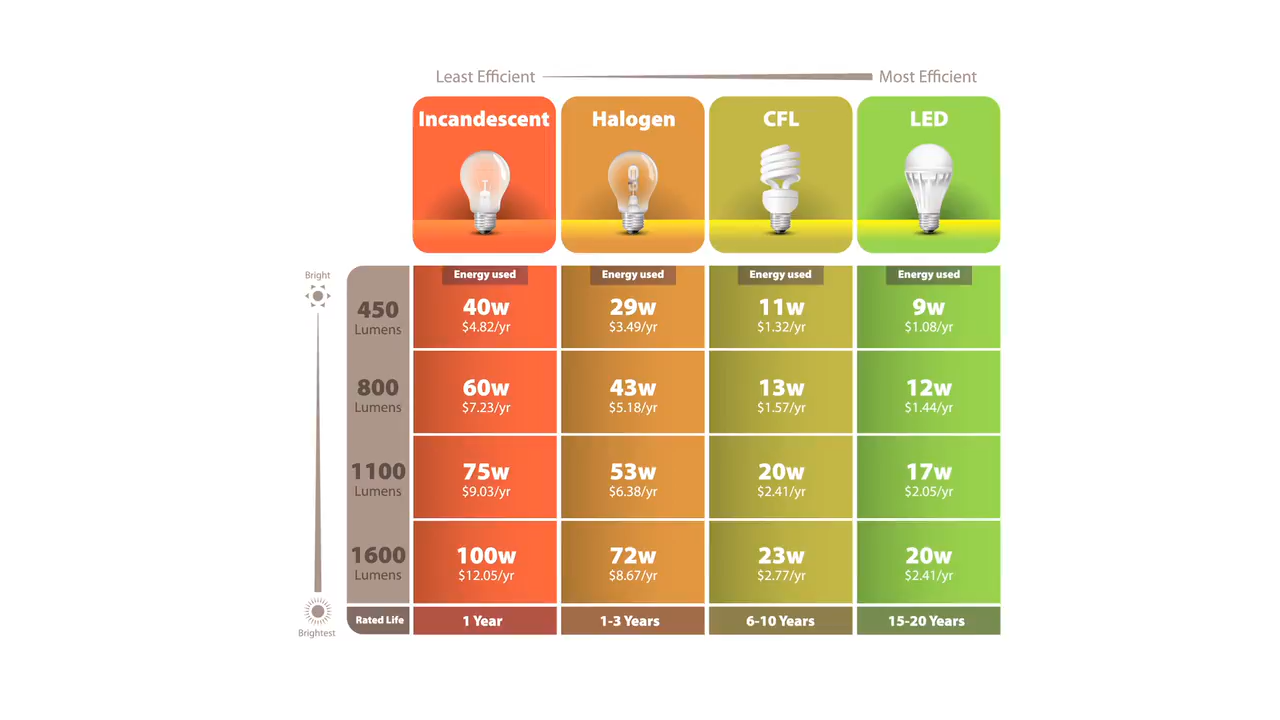 Least Efficient Most Efficient
Incandescent Halogen CFL LED
Bright
Energy used Energy used Energy used Energy used
450 40w 29w 11w 9w
Lumens $4.82/yr $3.49/yr $1.32/yr $1.08/yr
800 60w 43w 13w 12w
Lumens $7.23/yr $5.18/yr $1.57/yr $1.44/yr
1100 75w 53w 20w 17w
Lumens $9.03/yr $6.38/yr $2.41/yr $2.05/yr
1600 100w 72w 23w 20w
Lumens $12.05/yr $8.67/yr $2.77/yr $2.41/yr
Rated Life 1 Year 1-3 Years 6-10 Years 15-20 Years
Brightest